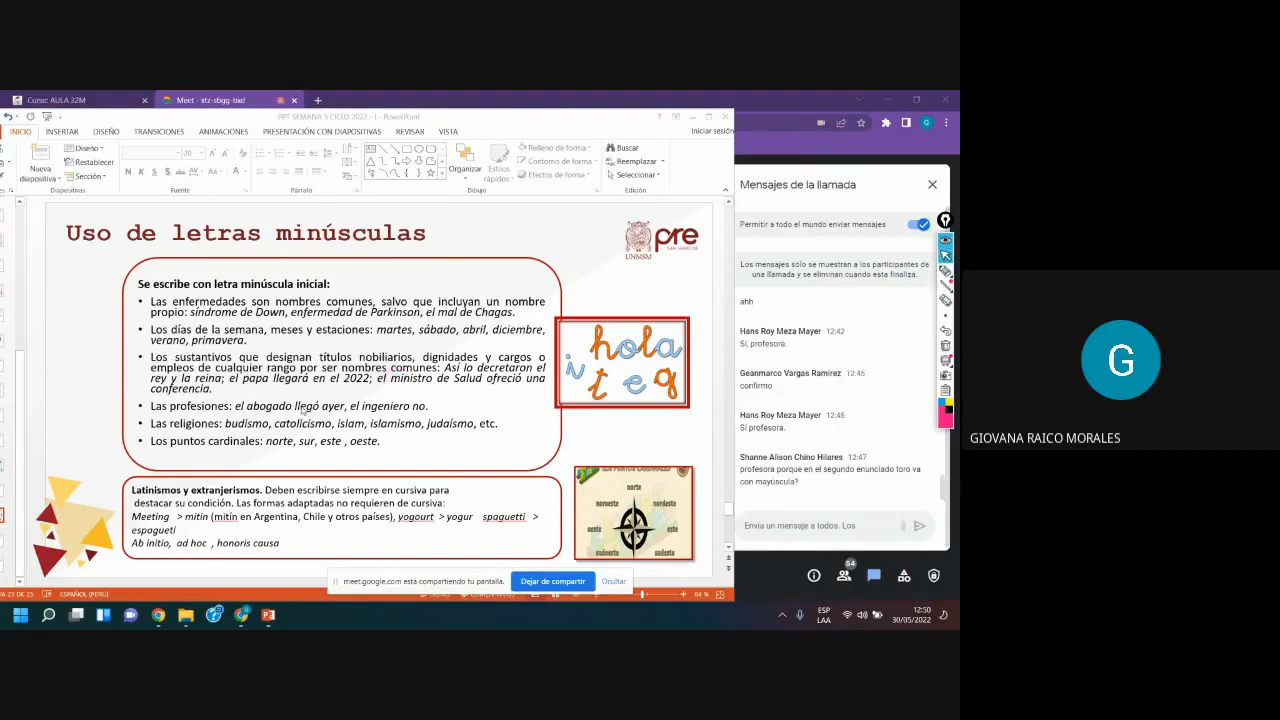 Curso: AULA 32M
Meet - xtz-sbgg-bxd
PPT SEMANA 5 CICLO 2022 - I - PowerPoint
INICIO INSERTAR DISEÑO TRANSICIONES ANIMACIONES PRESENTACIÓN CON DIAPOSITIVAS REVISAR VISTA
Iniciar sesión
Nueva diapositiva
Diseño
Restablecer
Sección
Diapositivas
Fuente
Párrafo
Organizar
Estilos rápidos
Relleno de forma
Contorno de forma
Efectos de forma
Dibujo
Buscar
Reemplazar
Seleccionar
Edición
Uso de letras minúsculas
UNMSM
pre
SAN MARCOS
Se escribe con letra minúscula inicial:
• Las enfermedades son nombres comunes, salvo que incluyan un nombre
propio: síndrome de Down, enfermedad de Parkinson, el mal de Chagas.
• Los días de la semana, meses y estaciones: martes, sábado, abril, diciembre,
verano, primavera.
• Los sustantivos que designan títulos nobiliarios, dignidades y cargos o
empleos de cualquier rango por ser nombres comunes: Así lo decretaron el
rey y la reina; el papa llegará en el 2022; el ministro de Salud ofreció una
conferencia.
• Las profesiones: el abogado llegó ayer, el ingeniero no.
• Las religiones: budismo, catolicismo, islam, islamismo, judaísmo, etc.
• Los puntos cardinales: norte, sur, este , oeste.
hola
i t e g
Latinismos y extranjerismos. Deben escribirse siempre en cursiva para
destacar su condición. Las formas adaptadas no requieren de cursiva:
Meeting > mitin (mitín en Argentina, Chile y otros países), yogourt > yogur spaguetti >
espagueti
Ab initio, ad hoc , honoris causa
norte
noroeste nordeste
oeste este
sudoeste sudeste
meet.google.com está compartiendo tu pantalla. Dejar de compartir Ocultar
ESPAÑOL (PERÚ)
64 %
Mensajes de la llamada
Permitir a todo el mundo enviar mensajes
Los mensajes solo se muestran a los participantes de
una llamada y se eliminan cuando esta finaliza.
ahh
Hans Roy Meza Mayer 12:42
Si, profesora.
Geanmarco Vargas Ramirez 12:45
confirmo
Hans Roy Meza Mayer 12:45
Sí profesora.
Shanne Alison Chino Hilares 12:47
profesora porque en el segundo enunciado toro va
con mayúscula?
Envía un mensaje a todos. Los
54
ESP
LAA
12:50
30/05/2022
G
GIOVANA RAICO MORALES